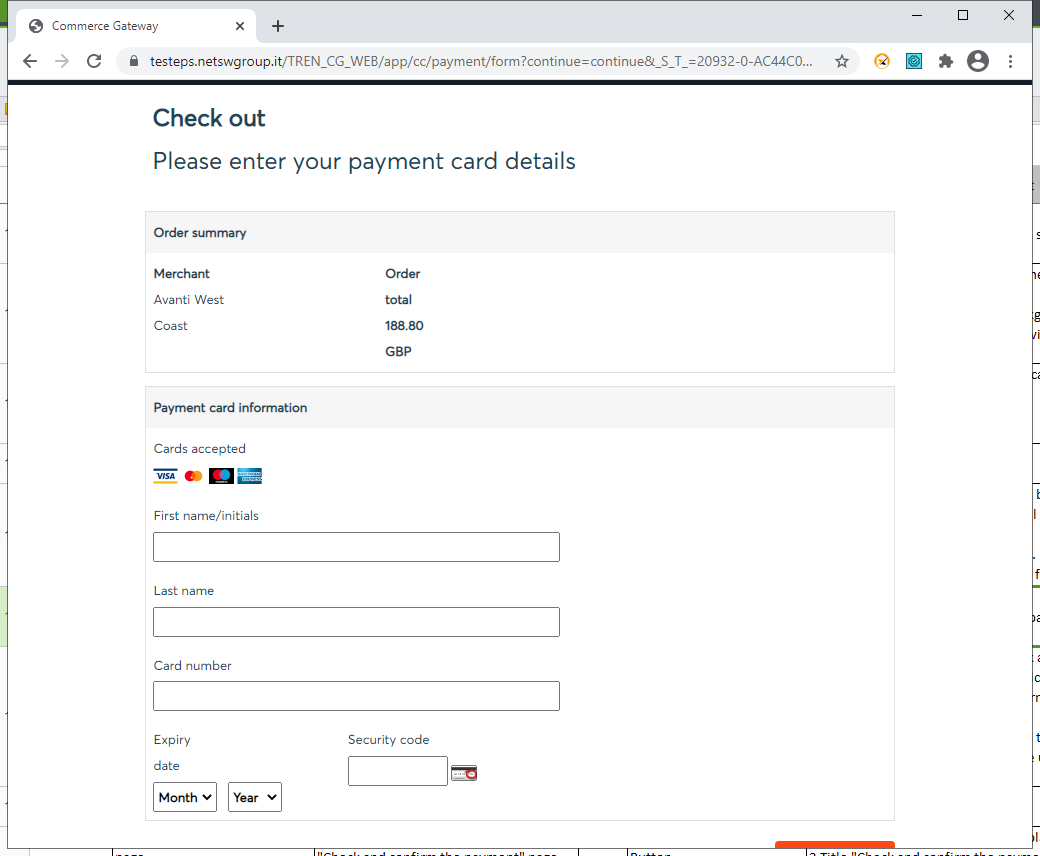 Commerce Gateway
testeps.netswgroup.it/TREN_CG_WEB/app/cc/payment/form?continue=continue&_S_T_=20932-0-AC44C0...
Check out
Please enter your payment card details
Order summary
Merchant
Avanti West
Coast
Order
total
188.80
GBP
Payment card information
Cards accepted
VISA
First name/initials
Last name
Card number
Expiry
date
Security code
Month
Year